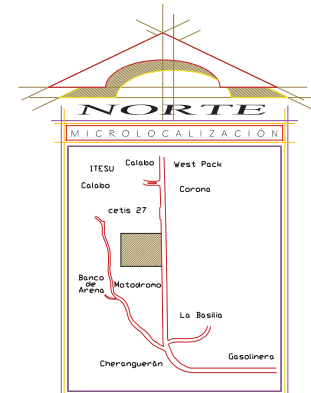 NORTE
MICROLOCALIZACIÓN
ITESU
Calabo
West Pack
Calabo
Corona
cetis 27
Banco
de
Arena
Motodromo
La Basilia
Cheranguerán
Gasolinera